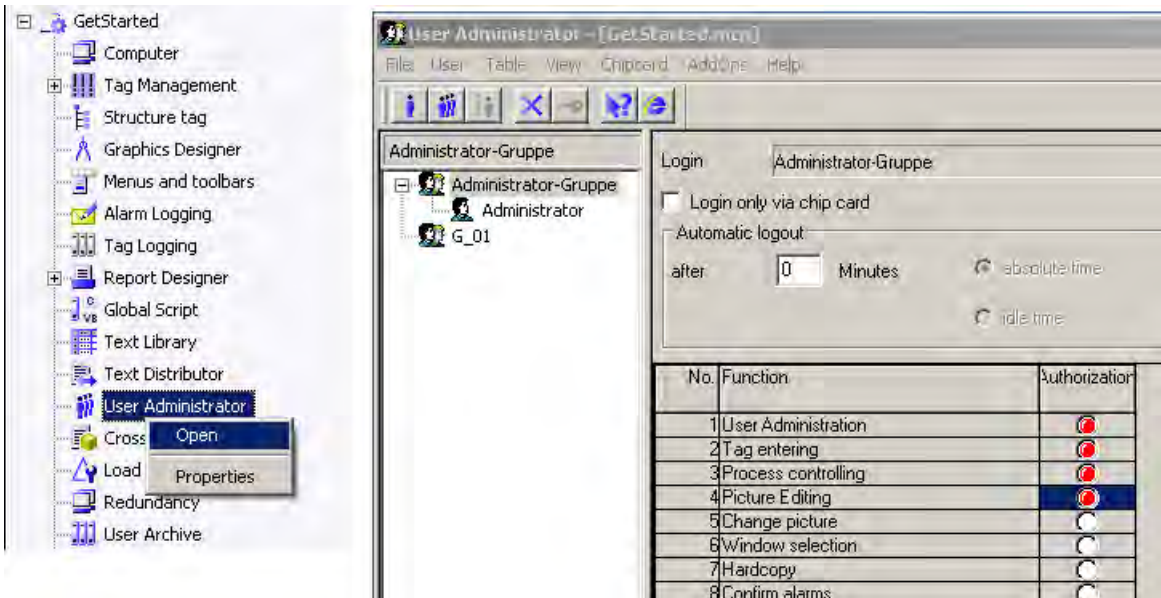 GetStarted
Computer
Tag Management
Structure tag
Graphics Designer
Menus and toolbars
Alarm Logging
Tag Logging
Report Designer
Global Script
Text Library
Text Distributor
User Administrator
Cross
Load
Redundancy
User Archive
Open
Properties
User Administrator - [GetStarted.mcp]
File User Table View Chipcard AddOns Help
Administrator-Gruppe
Administrator-Gruppe
Administrator
G_01
Login Administrator-Gruppe
Login only via chip card
Automatic logout
after 0 Minutes absolute time
idle time
No. Function Authorization
1 User Administration
2 Tag entering
3 Process controlling
4 Picture Editing
5 Change picture
6 Window selection
7 Hardcopy
8 Confirm alarms